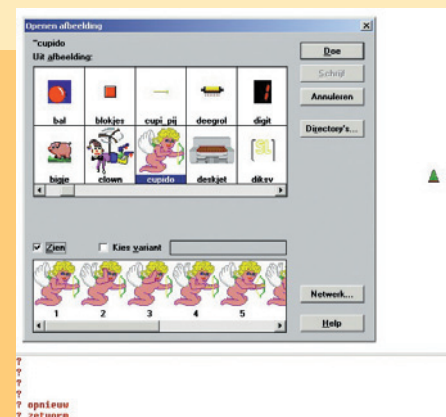 Openen afbeelding
"cupido
Uit afbeelding:
Doe
Schrijf
Annuleren
Directory's...
bal blokjes cupi_pij deegrol digit
bigje clown cupido deskjet diksy
Zien Kies variant
1 2 3 4 5
Netwerk...
Help
?
?
?
?
? opnieuw
? zetvorm